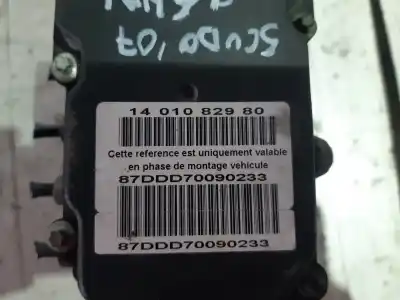 SCUDO '07
14 010 829 80
Cette reference est uniquement valable
en phase de montage vehicule
87DDD70090233
87DDD70090233